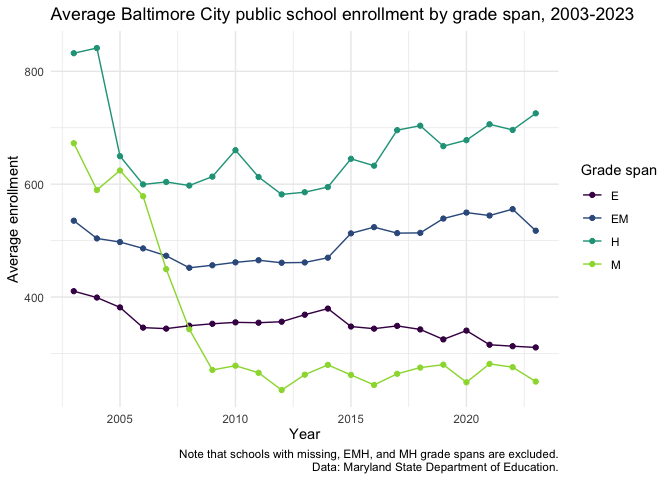 Average Baltimore City public school enrollment by grade span, 2003-2023
Average enrollment
800
600
400
2005
2010
2015
2020
Year
Grade span
E
EM
H
M
Note that schools with missing, EMH, and MH grade spans are excluded.
Data: Maryland State Department of Education.